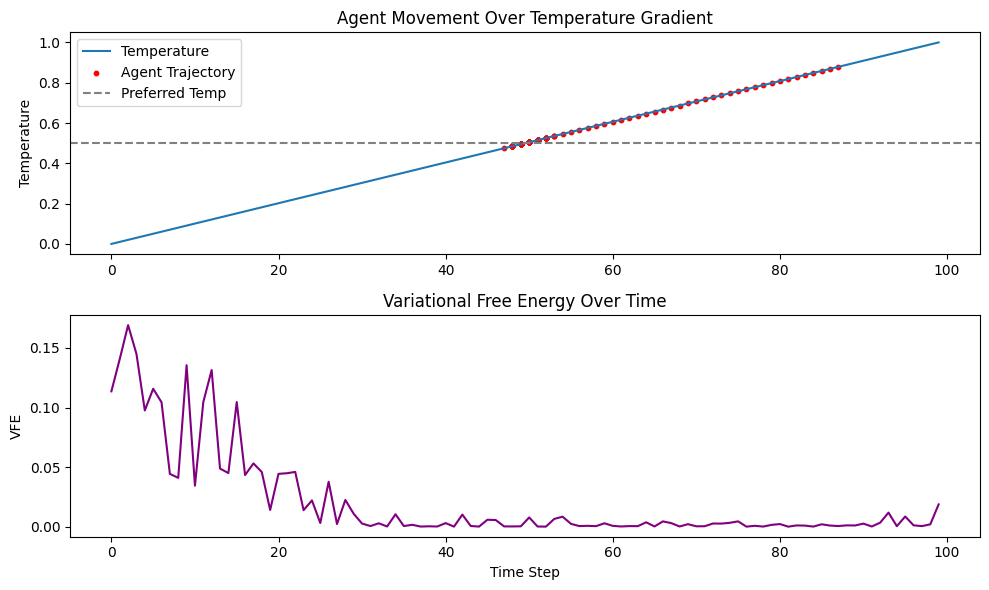 Agent Movement Over Temperature Gradient
Temperature
Agent Trajectory
Preferred Temp
Temperature
1.0
0.8
0.6
0.4
0.2
0.0
0 20 40 60 80 100
Variational Free Energy Over Time
VFE
0.15
0.10
0.05
0.00
0 20 40 60 80 100
Time Step